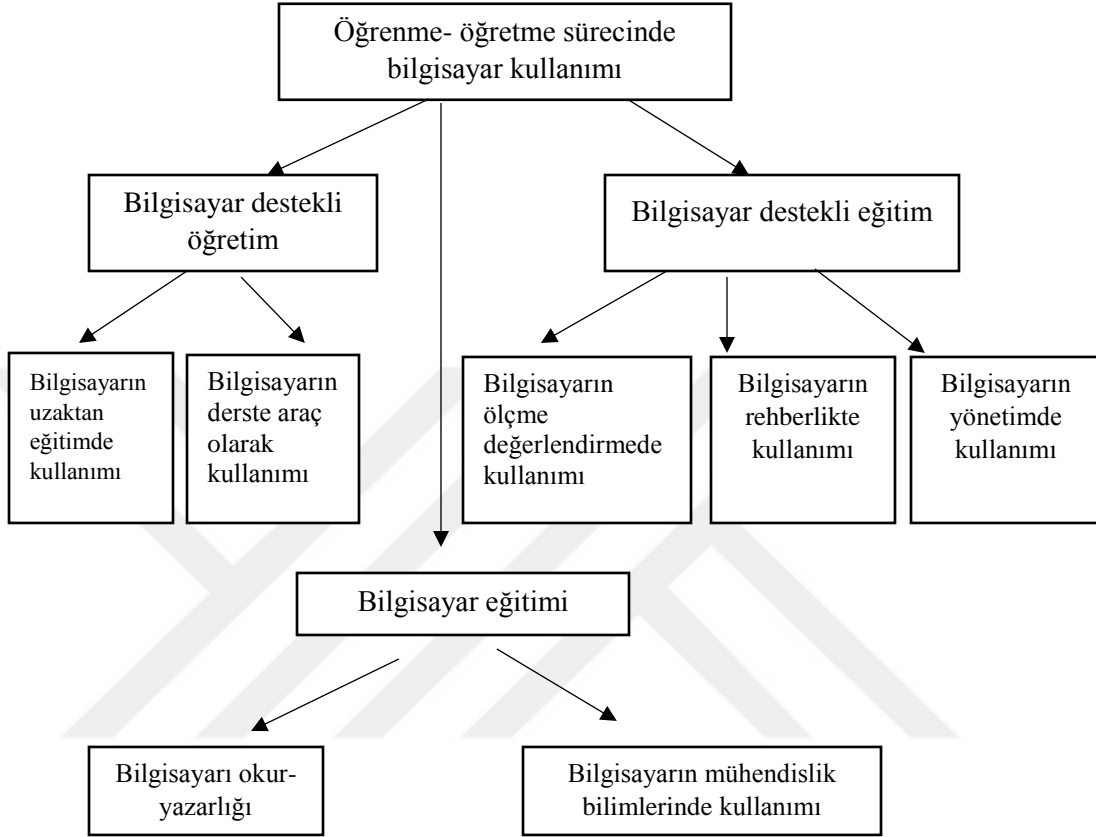 Öğrenme- öğretme sürecinde
bilgisayar kullanımı
Bilgisayar destekli
öğretim
Bilgisayar destekli eğitim
Bilgisayarın
uzaktan
eğitimde
kullanımı
Bilgisayarın
derste araç
olarak
kullanımı
Bilgisayarın
ölçme
değerlendirmede
kullanımı
Bilgisayarın
rehberlikte
kullanımı
Bilgisayarın
yönetimde
kullanımı
Bilgisayar eğitimi
Bilgisayarı okur-
yazarlığı
Bilgisayarın mühendislik
bilimlerinde kullanımı